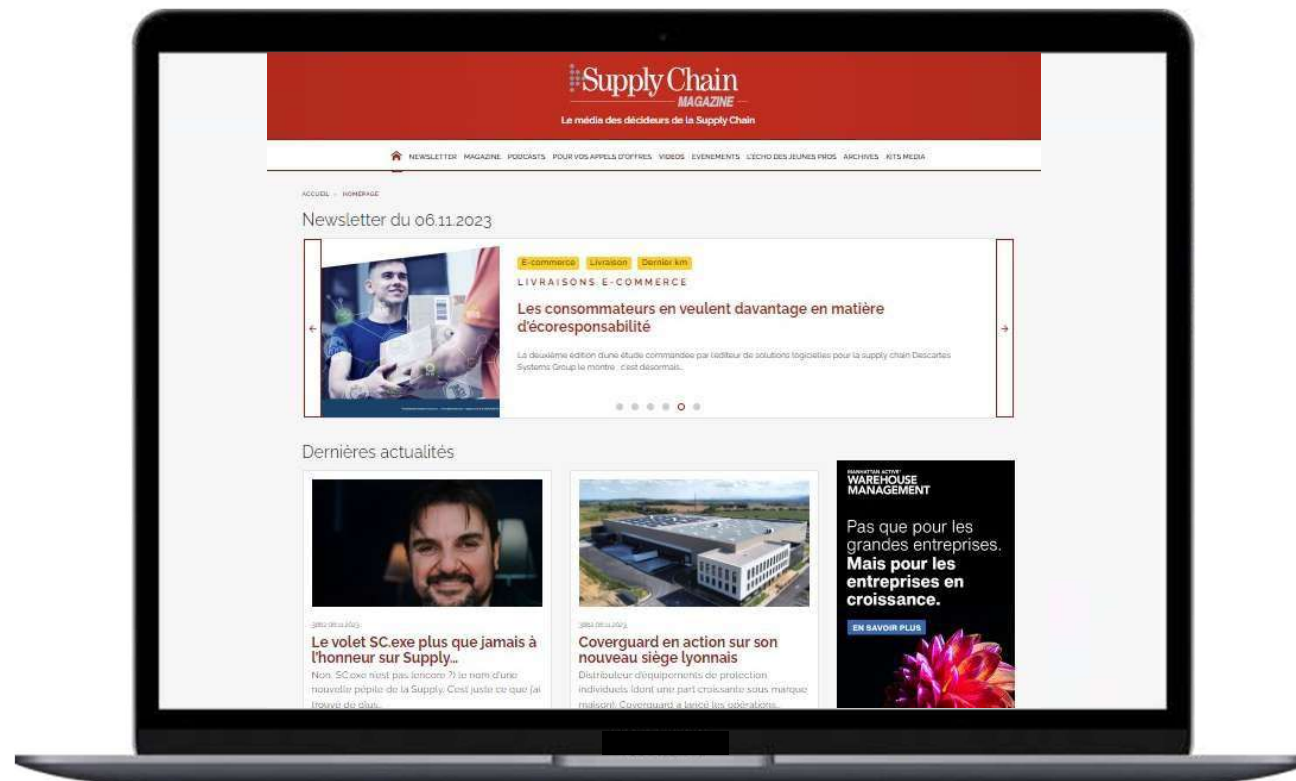 Supply Chain
MAGAZINE
Le média des décideurs de la Supply Chain
NEWSLETTER MAGAZINE PODCASTS POUR VOS APPELS D'OFFRES VIDEOS EVENEMENTS L'ECHO DES JEUNES PROS ARCHIVES KITS MEDIA
ACCUEIL > HOMEPAGE
Newsletter du 06.11.2023
E-commerce Livraison Dernier km
LIVRAISONS E-COMMERCE
Les consommateurs en veulent davantage en matière
d'écoresponsabilité
La deuxième édition d'une étude commandée par l'éditeur de solutions logicielles pour la supply chain Descartes
Systems Group le montre : c'est désormais...
Dernières actualités
Le volet SC.exe plus que jamais à
l'honneur sur Supply...
Non, SC.exe n'est pas (encore ?) le nom d'une
nouvelle pépite de la Supply. C'est juste ce que j'ai
trouvé de plus...
Coverguard en action sur son
nouveau siège lyonnais
Distributeur d'équipements de protection
individuels (dont une part croissante sous marque
maison), Coverguard a lancé les opérations...
MANHATTAN ACTIVE®
WAREHOUSE
MANAGEMENT
Pas que pour les
grandes entreprises.
Mais pour les
entreprises en
croissance.
EN SAVOIR PLUS